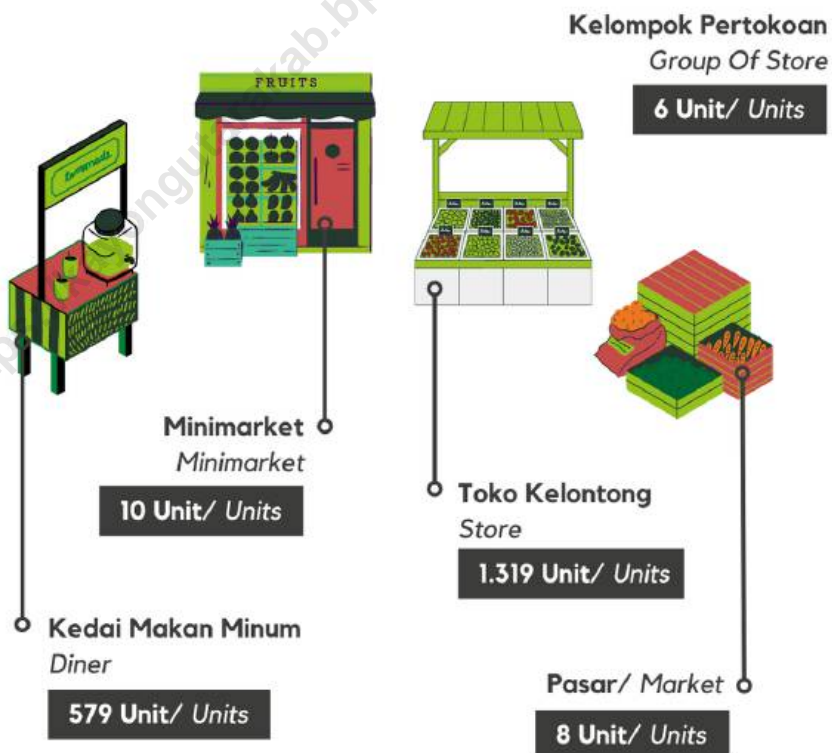 Kelompok Pertokoan
Group Of Store
6 Unit/ Units
FRUITS
Minimarket
Minimarket
10 Unit/ Units
Toko Kelontong
Store
1.319 Unit/ Units
Kedai Makan Minum
Diner
579 Unit/ Units
Pasar/ Market
8 Unit/ Units